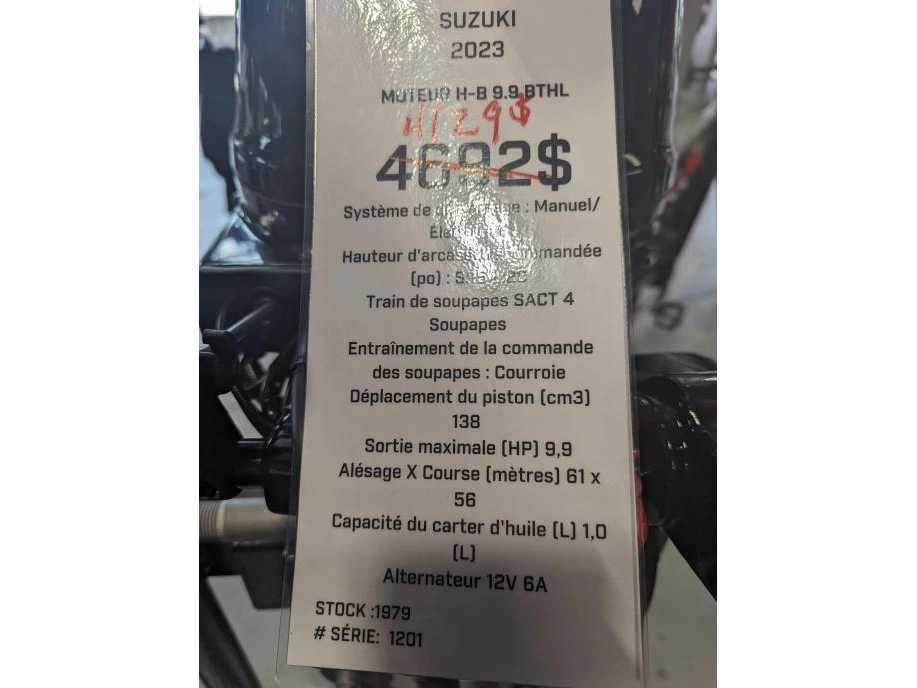 SUZUKI
2023
MOTEUR H-B 9.9 BTHL
4129$
4692$
Système de : Manuel/
Hauteur d'arcasse recommandée
(po) :
Train de soupapes SACT 4
Soupapes
Entraînement de la commande
des soupapes : Courroie
Déplacement du piston (cm3)
138
Sortie maximale (HP) 9,9
Alésage X Course (mètres) 61 x
56
Capacité du carter d'huile (L) 1,0
(L)
Alternateur 12V 6A
STOCK :1979
# SÉRIE: 1201